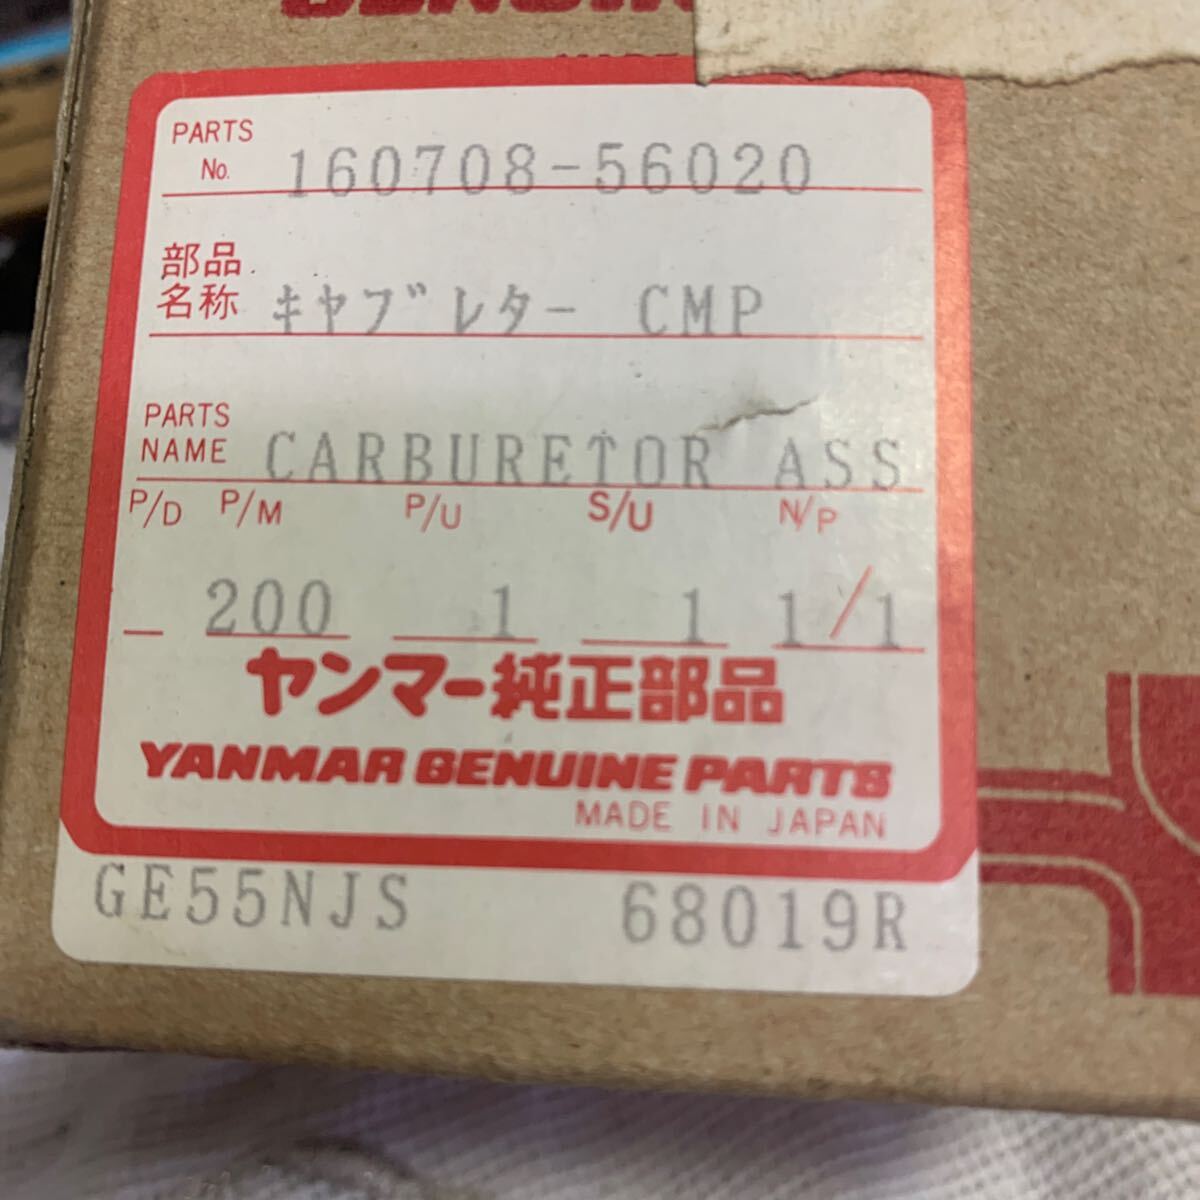 PARTS
No. 160708-56020
部品
名称 キャブレター CMP
PARTS
NAME CARBURETOR ASS
P/D P/M P/U S/U N/P
200 1 1 1/1
ヤンマー純正部品
YANMAR GENUINE PARTS
MADE IN JAPAN
GE55NJS 68019R